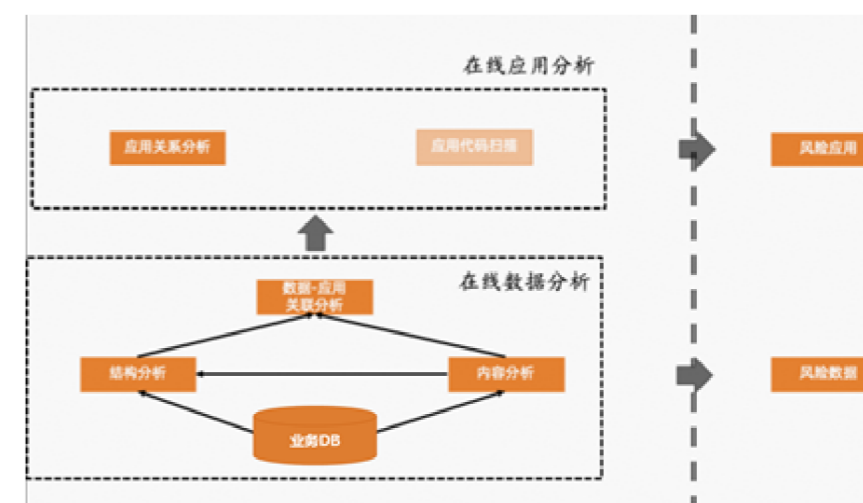 在线应用分析
应用关系分析
应用代码扫描
风险应用
在线数据分析
数据-应用
关联分析
结构分析
内容分析
风险数据
业务DB